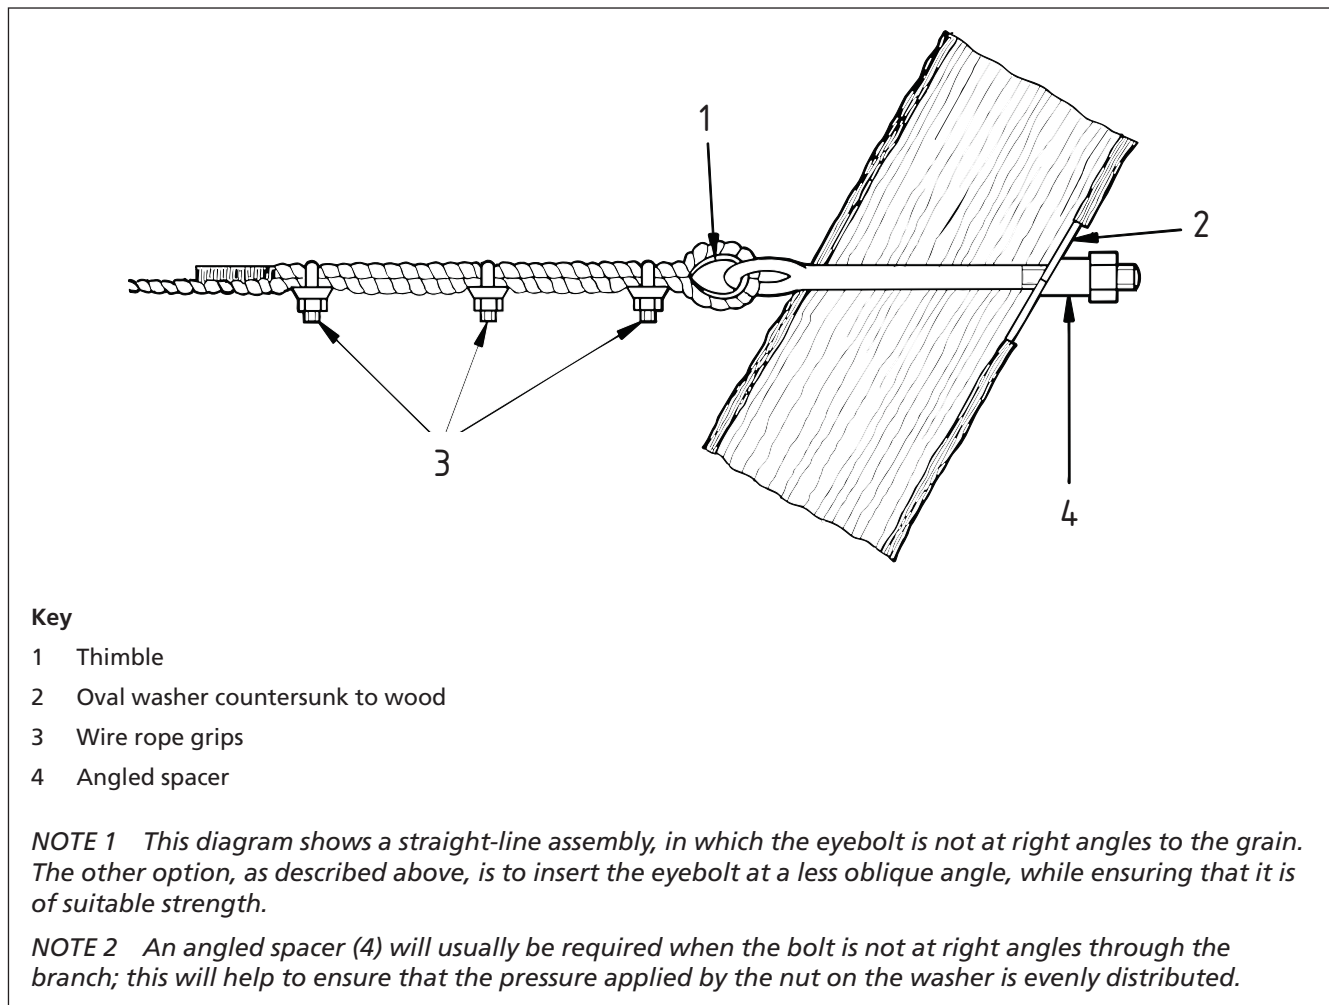 1
2
3
4
Key
1 Thimble
2 Oval washer countersunk to wood
3 Wire rope grips
4 Angled spacer
NOTE 1 This diagram shows a straight-line assembly, in which the eyebolt is not at right angles to the grain.
The other option, as described above, is to insert the eyebolt at a less oblique angle, while ensuring that it is
of suitable strength.
NOTE 2 An angled spacer (4) will usually be required when the bolt is not at right angles through the
branch; this will help to ensure that the pressure applied by the nut on the washer is evenly distributed.